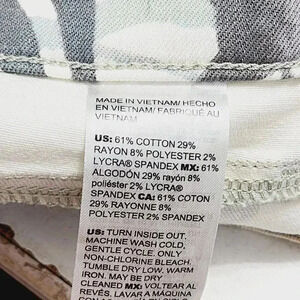 MADE IN VIETNAM/ HECHO
EN VIETNAM/ FABRIQUÉ AU
VIETNAM
US: 61% COTTON 29%
RAYON 8% POLYESTER 2%
LYCRA® SPANDEX MX: 61%
ALGODÓN 29% rayón 8%
poliéster 2% LYCRA®
SPANDEX CA: 61% COTON
29% RAYONNE 8%
POLYESTER 2% SPANDEX
US: TURN INSIDE OUT.
MACHINE WASH COLD,
GENTLE CYCLE. ONLY
NON-CHLORINE BLEACH.
TUMBLE DRY LOW. WARM
IRON. MAY BE DRY
CLEANED MX: VOLTEAR AL
REVÉS, LAVAR A MÁQUINA